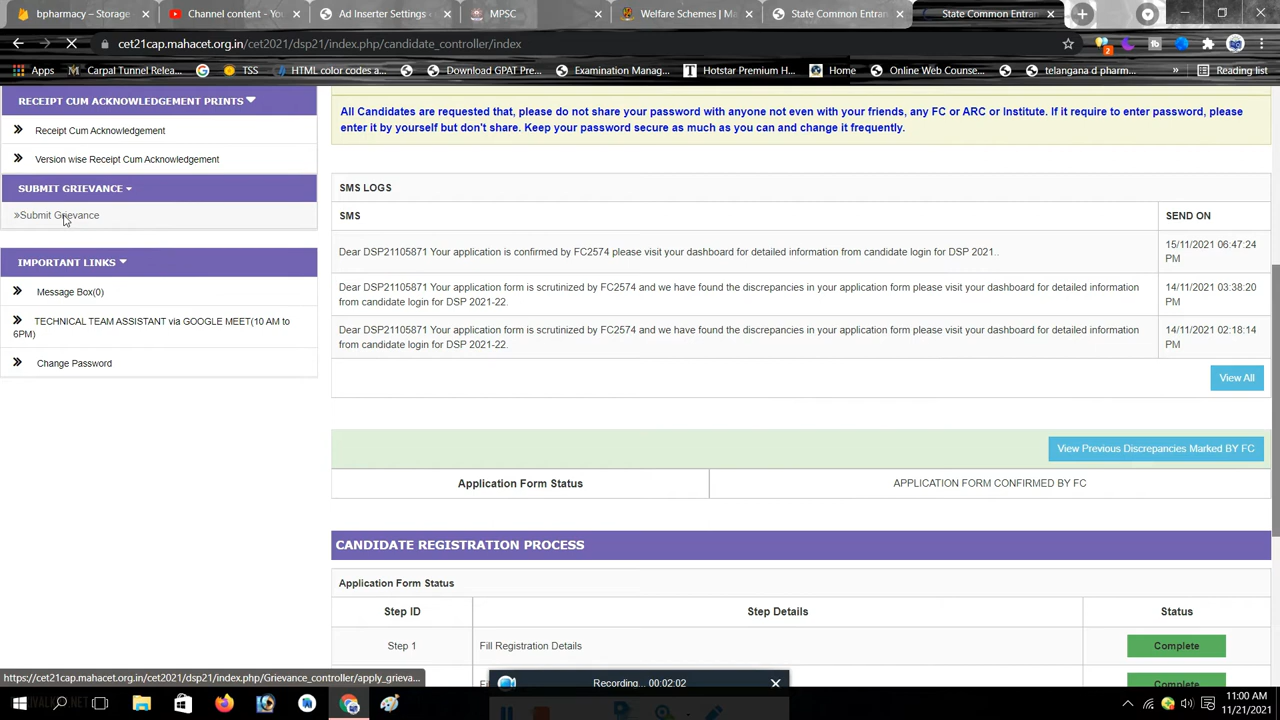 bpharmacy – Storage
Channel content - You
Ad Inserter Settings
MPSC
Welfare Schemes | Ma
State Common Entran
State Common Entran
cet21cap.mahacet.org.in/cet2021/dsp21/index.php/candidate_controller/index
2
Apps
Carpal Tunnel Relea...
TSS
HTML color codes a...
Download GPAT Pre...
Examination Manag...
Hotstar Premium H...
Home
Online Web Counse...
telangana d pharm...
»
Reading list
RECEIPT CUM ACKNOWLEDGEMENT PRINTS
Receipt Cum Acknowledgement
Version wise Receipt Cum Acknowledgement
SUBMIT GRIEVANCE
»Submit Grievance
IMPORTANT LINKS
Message Box(0)
TECHNICAL TEAM ASSISTANT via GOOGLE MEET(10 AM to
6PM)
Change Password
All Candidates are requested that, please do not share your password with anyone not even with your friends, any FC or ARC or Institute. If it require to enter password, please
enter it by yourself but don't share. Keep your password secure as much as you can and change it frequently.
SMS LOGS
SMS
SEND ON
Dear DSP21105871 Your application is confirmed by FC2574 please visit your dashboard for detailed information from candidate login for DSP 2021..
15/11/2021 06:47:24
PM
Dear DSP21105871 Your application form is scrutinized by FC2574 and we have found the discrepancies in your application form please visit your dashboard for detailed
information from candidate login for DSP 2021-22.
14/11/2021 03:38:20
PM
Dear DSP21105871 Your application form is scrutinized by FC2574 and we have found the discrepancies in your application form please visit your dashboard for detailed
information from candidate login for DSP 2021-22.
14/11/2021 02:18:14
PM
View All
View Previous Discrepancies Marked BY FC
Application Form Status
APPLICATION FORM CONFIRMED BY FC
CANDIDATE REGISTRATION PROCESS
Application Form Status
Step ID
Step Details
Status
Step 1
Fill Registration Details
Complete
Complete
https://cet21cap.mahacet.org.in/cet2021/dsp21/index.php/Grievance_controller/apply_grieva...
Recording... 00:02:02
11:00 AM
11/21/2021